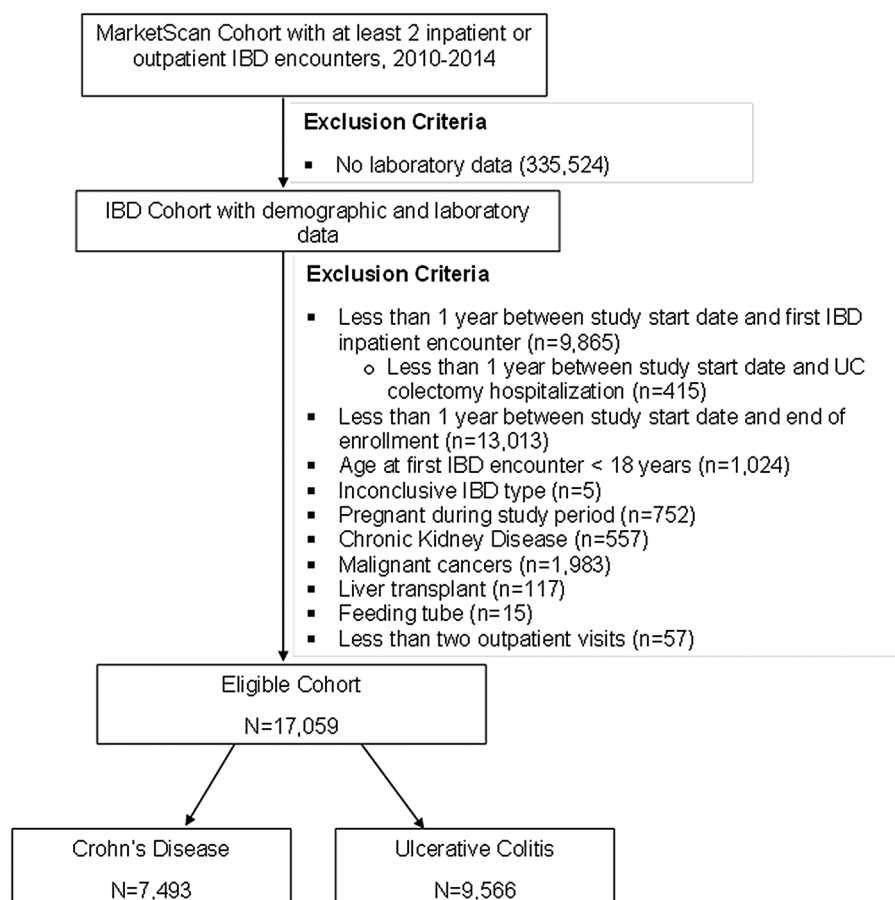 MarketScan Cohort with at least 2 inpatient or
outpatient IBD encounters, 2010-2014
Exclusion Criteria
▪ No laboratory data (335,524)
IBD Cohort with demographic and laboratory
data
Exclusion Criteria
▪ Less than 1 year between study start date and first IBD
inpatient encounter (n=9,865)
o Less than 1 year between study start date and UC
colectomy hospitalization (n=415)
▪ Less than 1 year between study start date and end of
enrollment (n=13,013)
▪ Age at first IBD encounter < 18 years (n=1,024)
▪ Inconclusive IBD type (n=5)
▪ Pregnant during study period (n=752)
▪ Chronic Kidney Disease (n=557)
▪ Malignant cancers (n=1,983)
▪ Liver transplant (n=117)
▪ Feeding tube (n=15)
▪ Less than two outpatient visits (n=57)
Eligible Cohort
N=17,059
Crohn's Disease
N=7,493
Ulcerative Colitis
N=9,566